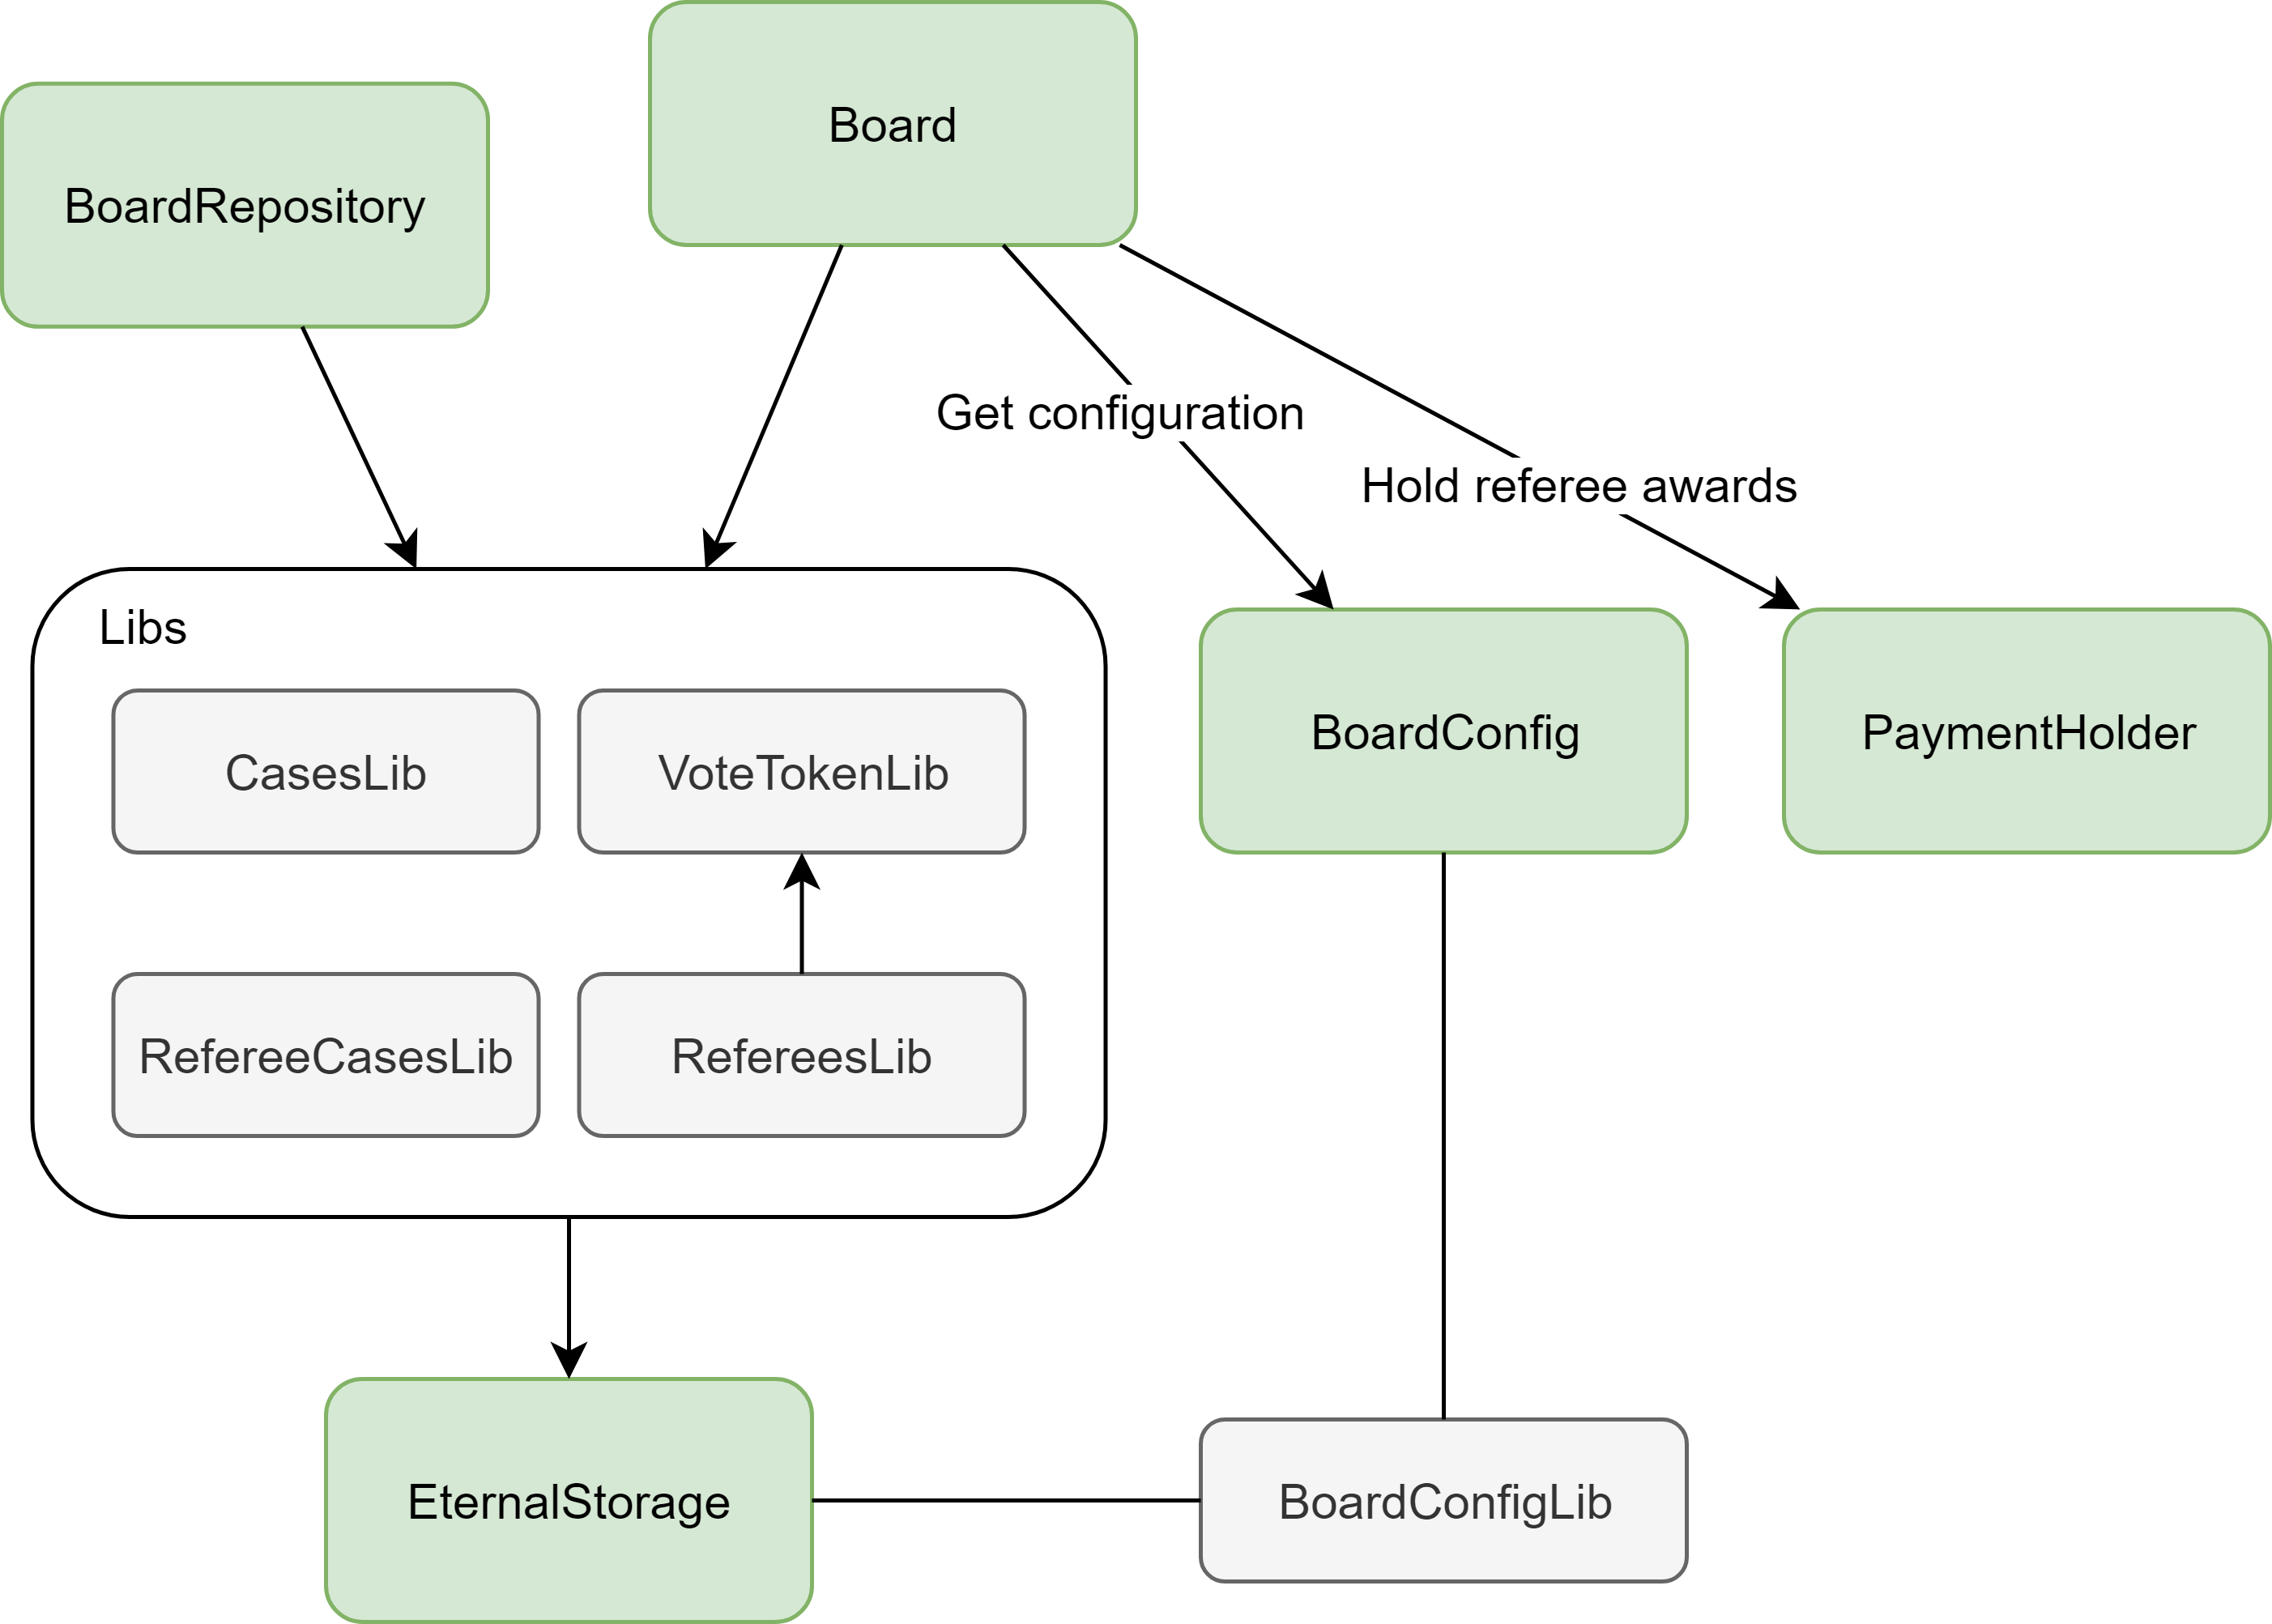 Board
BoardRepository
Get configuration
Hold referee awards
Libs
BoardConfig
PaymentHolder
CasesLib
VoteTokenLib
RefereeCasesLib
RefereesLib
EternalStorage
BoardConfigLib